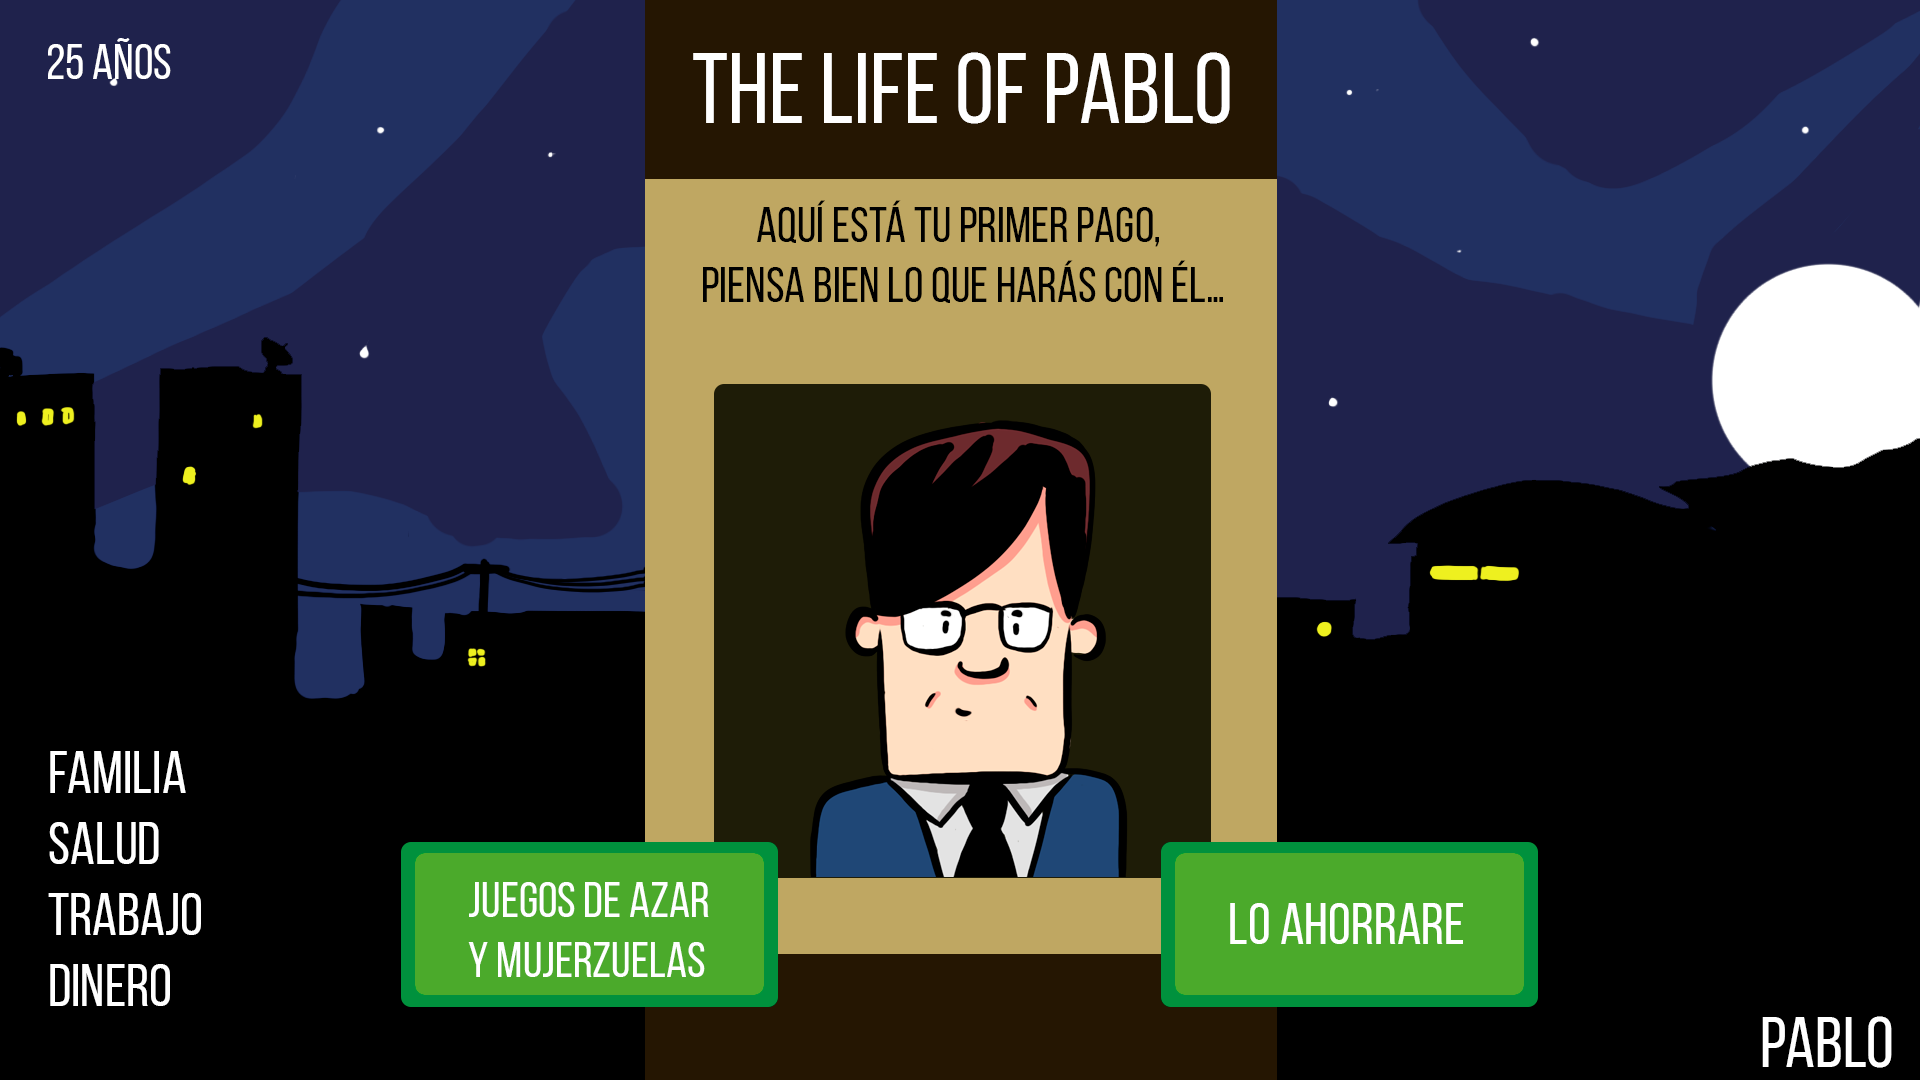 25 AÑOS
THE LIFE OF PABLO
AQUÍ ESTÁ TU PRIMER PAGO,
PIENSA BIEN LO QUE HARÁS CON ÉL...
FAMILIA
SALUD
TRABAJO
DINERO
JUEGOS DE AZAR
Y MUJERZUELAS
LO AHORRARE
PABLO